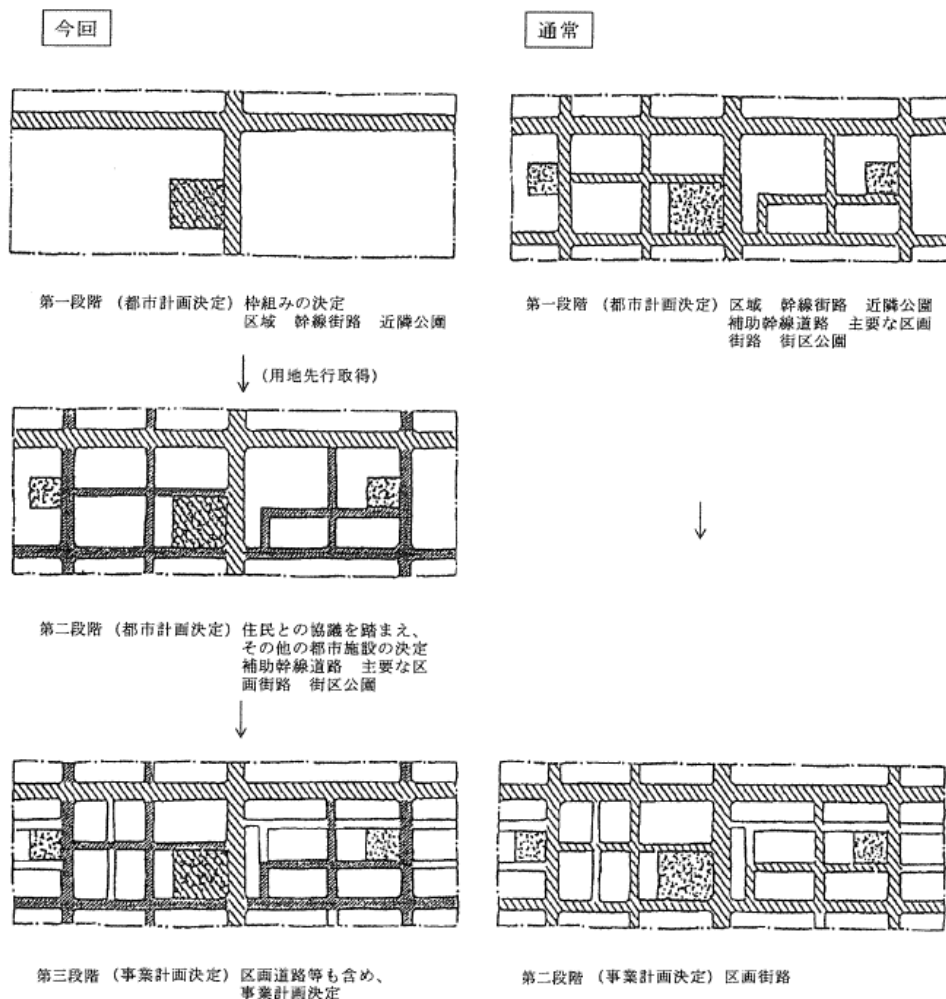 今回
第一段階 (都市計画決定) 枠組みの決定
区域 幹線街路 近隣公園
(用地先行取得)
第二段階 (都市計画決定) 住民との協議を踏まえ、
その他の都市施設の決定
補助幹線道路 主要な区
画街路 街区公園
第三段階 (事業計画決定) 区画道路等も含め、
事業計画決定
通常
第一段階 (都市計画決定) 区域 幹線街路 近隣公園
補助幹線道路 主要な区画
街路 街区公園
第二段階 (事業計画決定) 区画街路